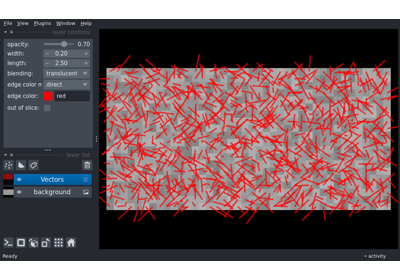 File View Plugins Window Help
layer controls
opacity: 0.70
width: 0.20
length: 2.50
blending: translucent
edge color m direct
edge color: red
out of slice:
layer list
Vectors
background
Ready
activity